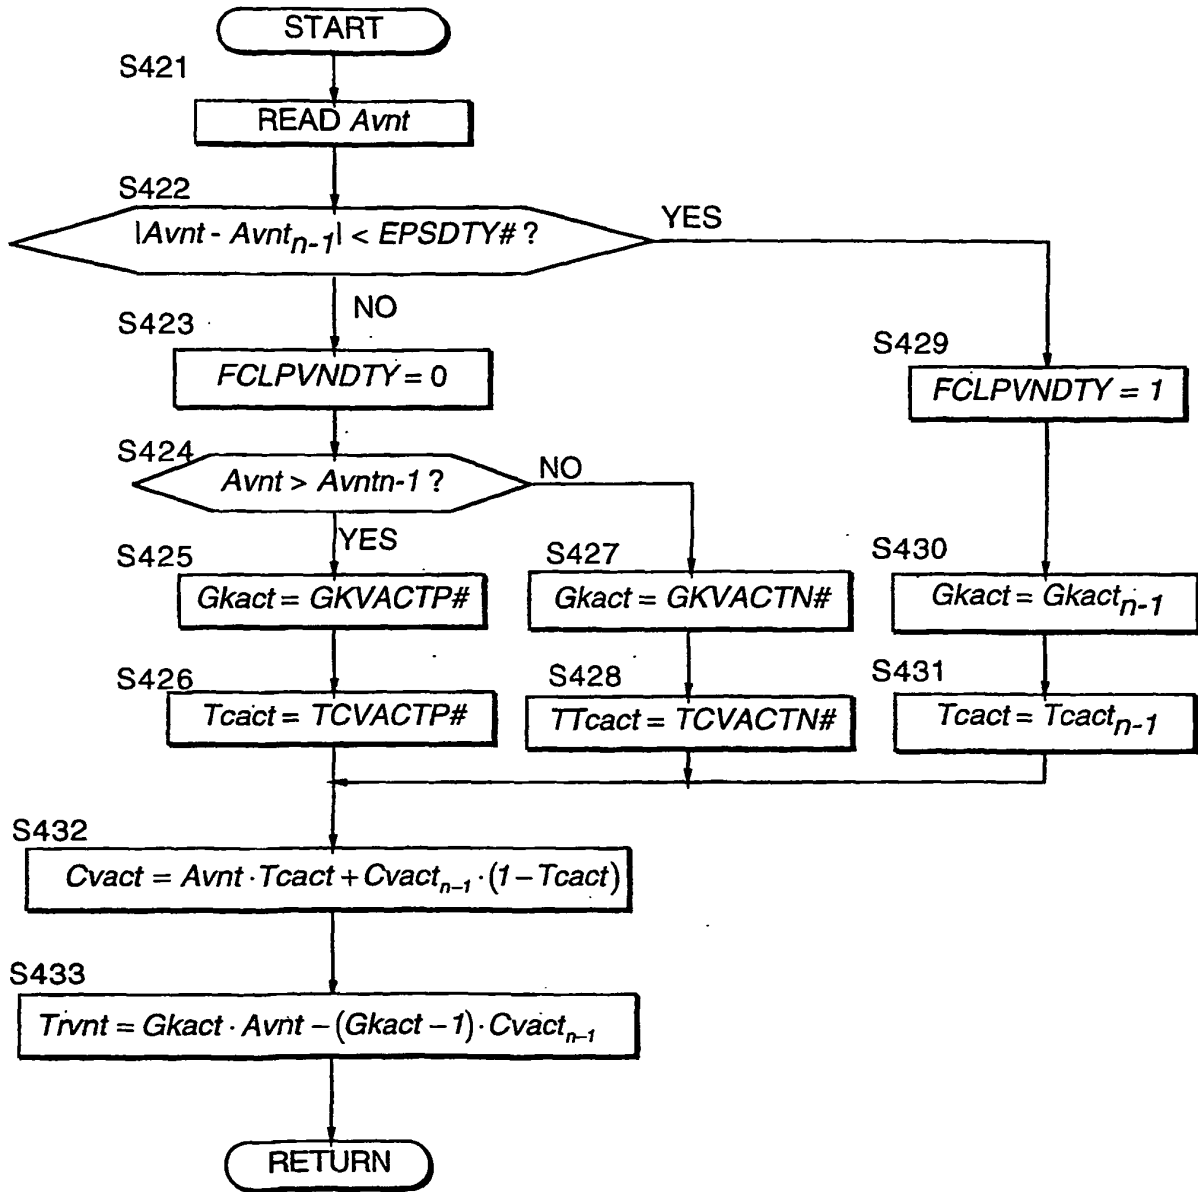 START
S421
READ Avnt
S422
|Avnt - Avntn-1| < EPSDTY# ?
YES
NO
S423
FCLPVNDTY = 0
S429
FCLPVNDTY = 1
S424
Avnt > Avntn-1 ?
NO
YES
S425
Gkact = GKVACTP#
S427
Gkact = GKVACTN#
S430
Gkact = Gkactn-1
S426
Tcact = TCVACTP#
S428
TTcact = TCVACTN#
S431
Tcact = Tcactn-1
S432
Cvact = Avnt · Tcact + Cvactn-1 · (1 - Tcact)
S433
Trvnt = Gkact · Avnt - (Gkact - 1) · Cvactn-1
RETURN